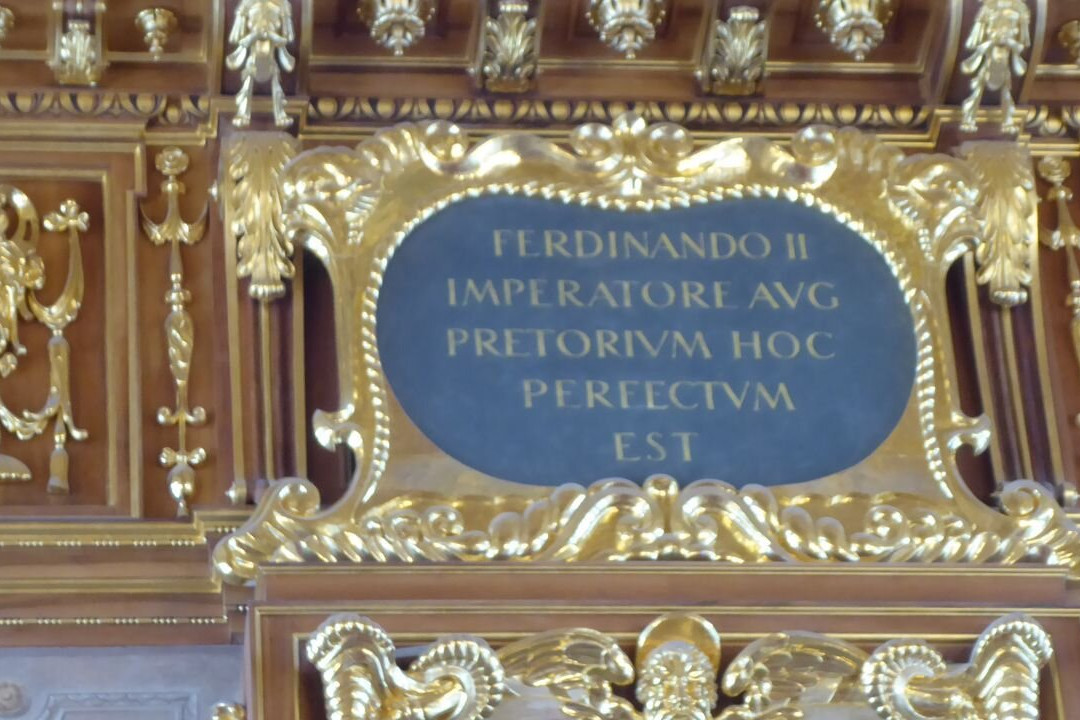 FERDINANDO II
IMPERATORE AVG
PRETORIVM HOC
PERFECTVM
EST